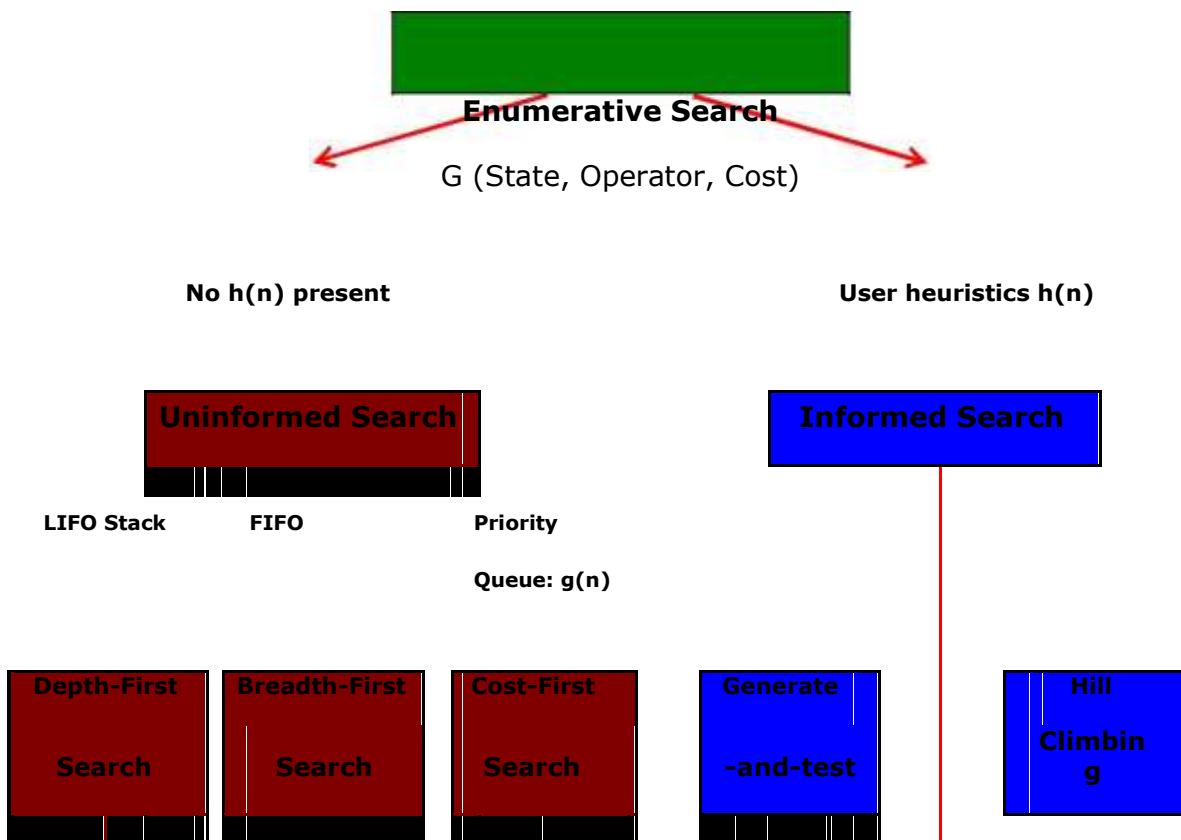 Enumerative Search
G (State, Operator, Cost)
No h(n) present
User heuristics h(n)
Uninformed Search
Informed Search
LIFO Stack
FIFO
Priority
Queue: g(n)
Depth-First
Search
Breadth-First
Search
Cost-First
Search
Generate
-and-test
Hill
Climbin
g